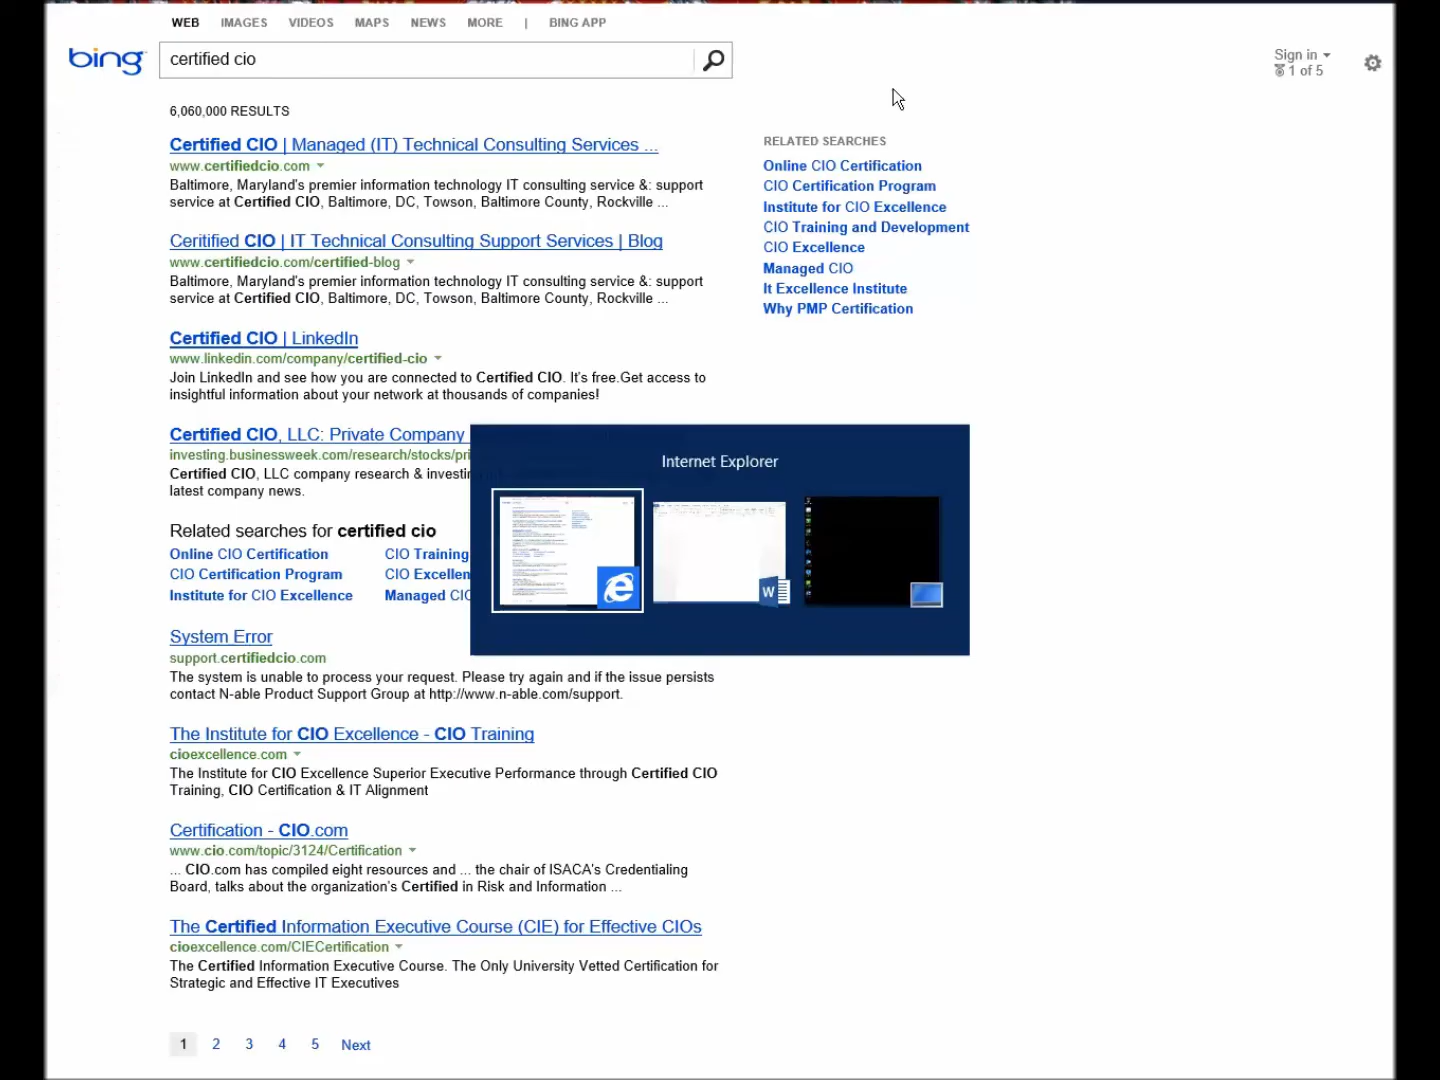 WEB IMAGES VIDEOS MAPS NEWS MORE | BING APP
bing
certified cio
Sign in
1 of 5
6,060,000 RESULTS
Certified CIO | Managed (IT) Technical Consulting Services ...
www.certifiedcio.com
Baltimore, Maryland's premier information technology IT consulting service &: support
service at Certified CIO, Baltimore, DC, Towson, Baltimore County, Rockville ...
Ceritified CIO | IT Technical Consulting Support Services | Blog
www.certifiedcio.com/certified-blog
Baltimore, Maryland's premier information technology IT consulting service &: support
service at Certified CIO, Baltimore, DC, Towson, Baltimore County, Rockville ...
Certified CIO | LinkedIn
www.linkedin.com/company/certified-cio
Join LinkedIn and see how you are connected to Certified CIO. It's free.Get access to
insightful information about your network at thousands of companies!
Certified CIO, LLC: Private Company
investing.businessweek.com/research/stocks/pri
Certified CIO, LLC company research & investin
latest company news.
Related searches for certified cio
Online CIO Certification CIO Training
CIO Certification Program CIO Excellen
Institute for CIO Excellence Managed CIO
System Error
support.certifiedcio.com
The system is unable to process your request. Please try again and if the issue persists
contact N-able Product Support Group at http://www.n-able.com/support.
The Institute for CIO Excellence - CIO Training
cioexcellence.com
The Institute for CIO Excellence Superior Executive Performance through Certified CIO
Training, CIO Certification & IT Alignment
Certification - CIO.com
www.cio.com/topic/3124/Certification
... CIO.com has compiled eight resources and ... the chair of ISACA's Credentialing
Board, talks about the organization's Certified in Risk and Information ...
The Certified Information Executive Course (CIE) for Effective CIOs
cioexcellence.com/CIECertification
The Certified Information Executive Course. The Only University Vetted Certification for
Strategic and Effective IT Executives
1 2 3 4 5 Next
RELATED SEARCHES
Online CIO Certification
CIO Certification Program
Institute for CIO Excellence
CIO Training and Development
CIO Excellence
Managed CIO
It Excellence Institute
Why PMP Certification
Internet Explorer
W